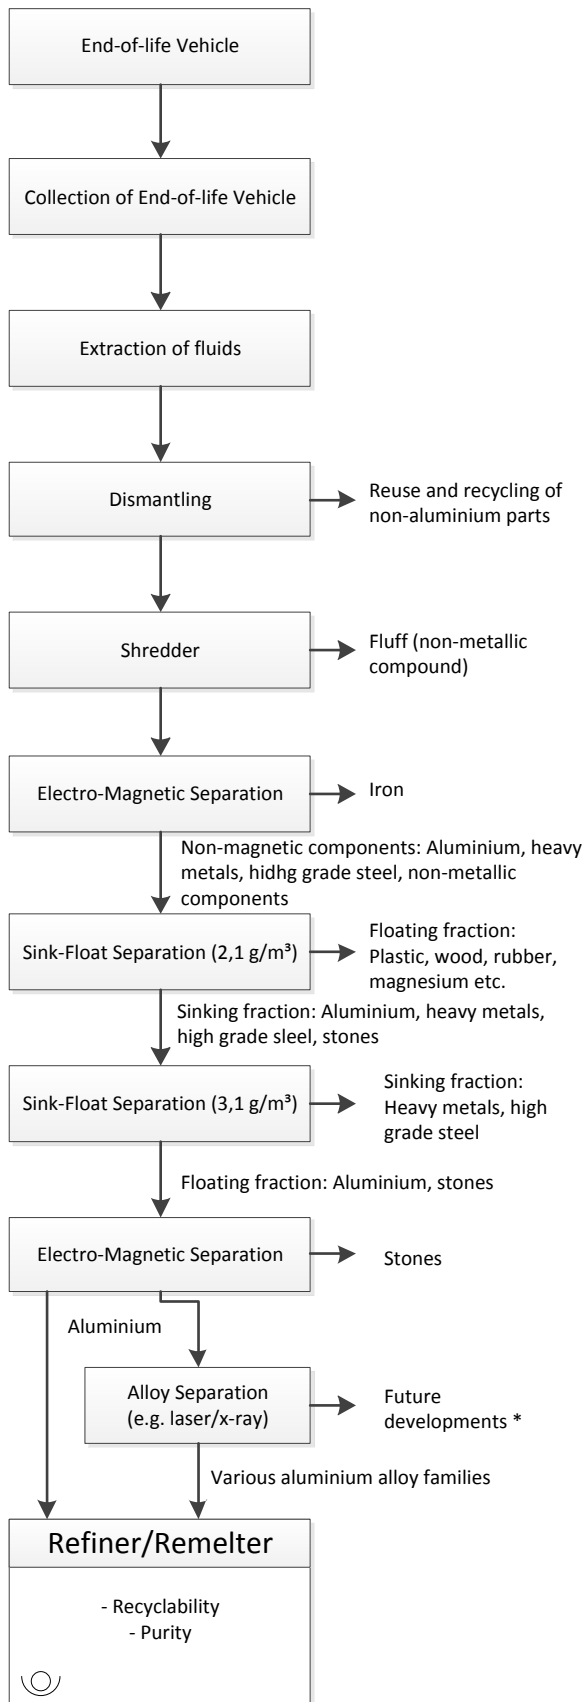 End-of-life Vehicle
Collection of End-of-life Vehicle
Extraction of fluids
Dismantling
Reuse and recycling of
non-aluminium parts
Shredder
Fluff (non-metallic
compound)
Electro-Magnetic Separation
Iron
Non-magnetic components: Aluminium, heavy
metals, hidhg grade steel, non-metallic
components
Sink-Float Separation (2,1 g/m³)
Floating fraction:
Plastic, wood, rubber,
magnesium etc.
Sinking fraction: Aluminium, heavy metals,
high grade sleel, stones
Sink-Float Separation (3,1 g/m³)
Sinking fraction:
Heavy metals, high
grade steel
Floating fraction: Aluminium, stones
Electro-Magnetic Separation
Stones
Aluminium
Alloy Separation
(e.g. laser/x-ray)
Future
developments *
Various aluminium alloy families
Refiner/Remelter
- Recyclability
- Purity